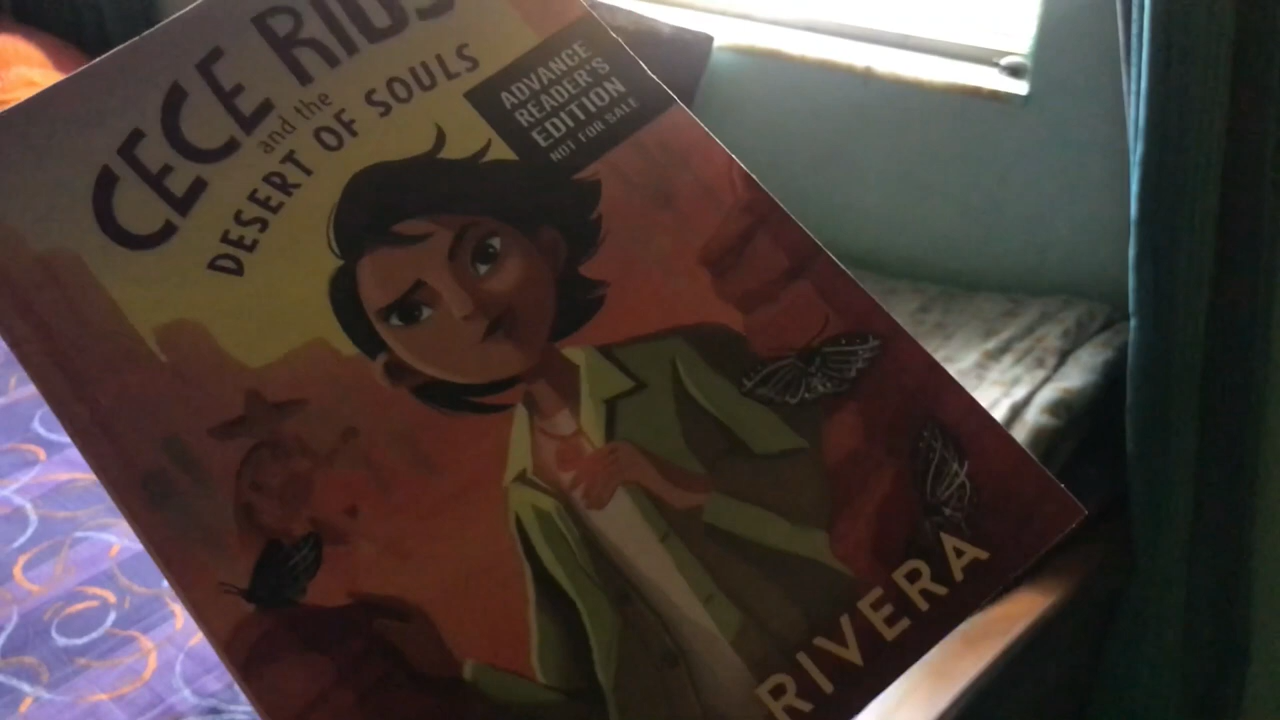 CECE RIOS
and the
DESERT OF SOULS
ADVANCE
READER'S
EDITION
NOT FOR SALE
RIVERA